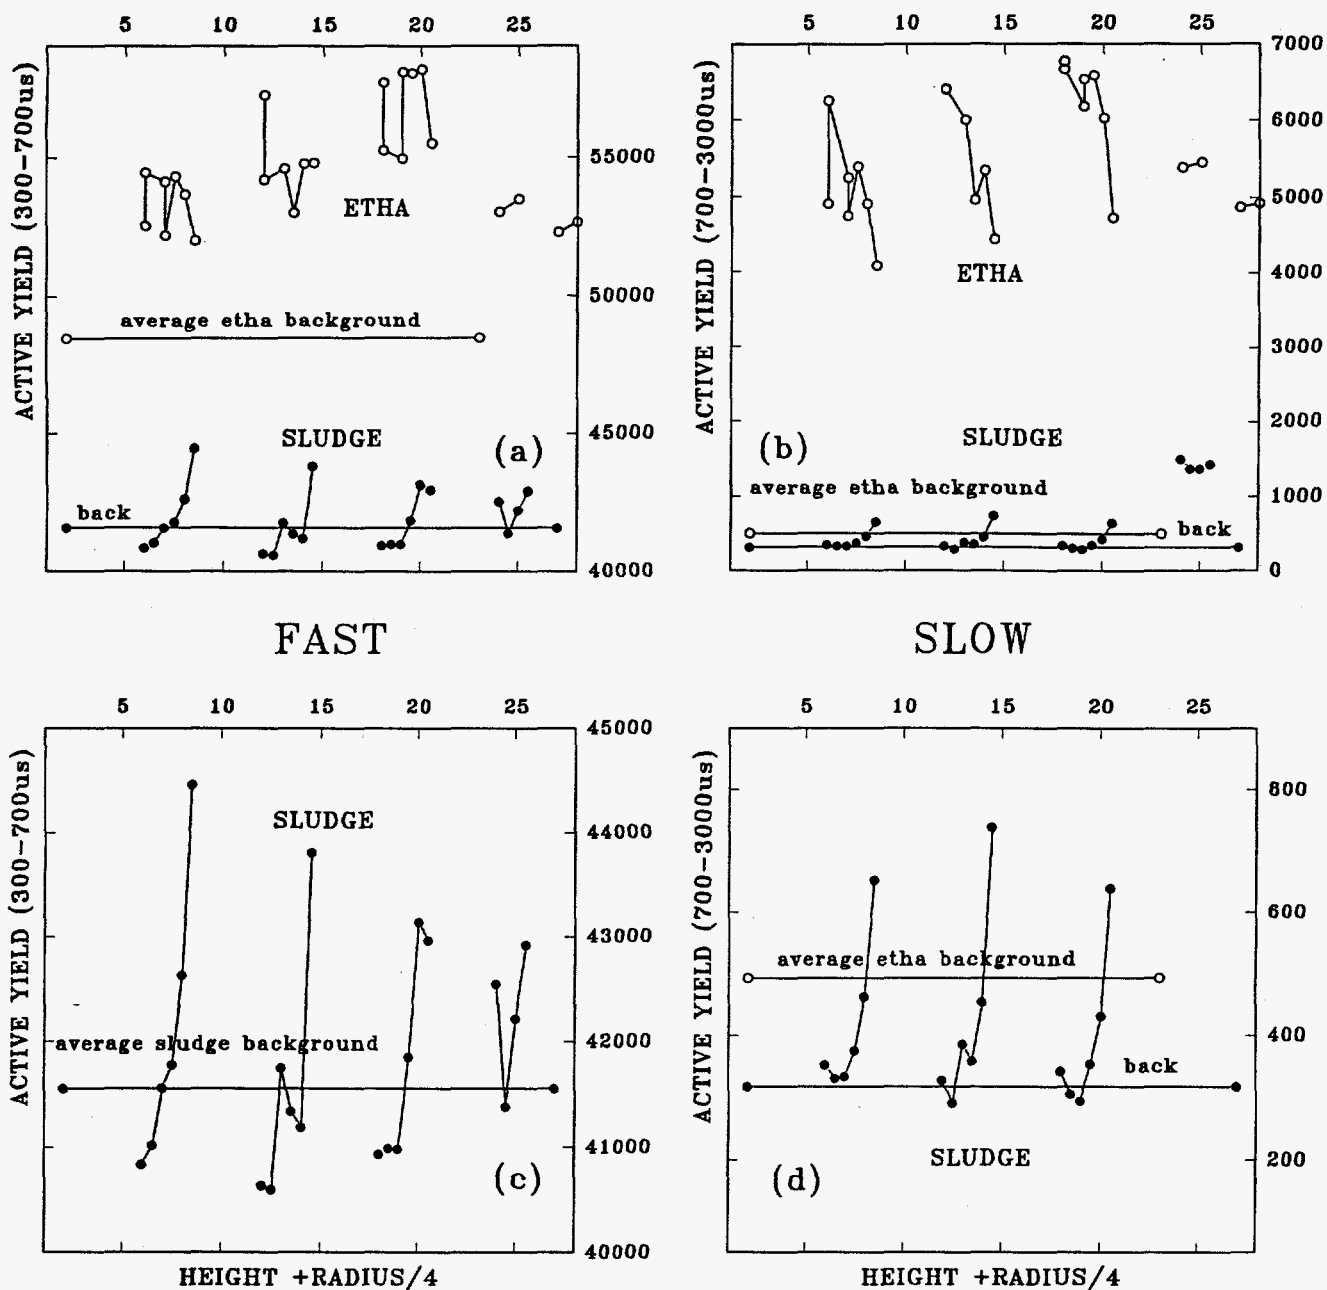 5 10 15 20 25
ACTIVE YIELD (300-700us)
ETHA
average etha background
SLUDGE
back
(a)
55000
50000
45000
40000
5 10 15 20 25
ACTIVE YIELD (700-3000us)
ETHA
SLUDGE
(b)
average etha background
back
7000
6000
5000
4000
3000
2000
1000
0
FAST
SLOW
5 10 15 20 25
ACTIVE YIELD (300-700us)
SLUDGE
average sludge background
(c)
45000
44000
43000
42000
41000
40000
HEIGHT +RADIUS/4
5 10 15 20 25
ACTIVE YIELD (700-3000us)
average etha background
back
SLUDGE
(d)
800
600
400
200
HEIGHT +RADIUS/4